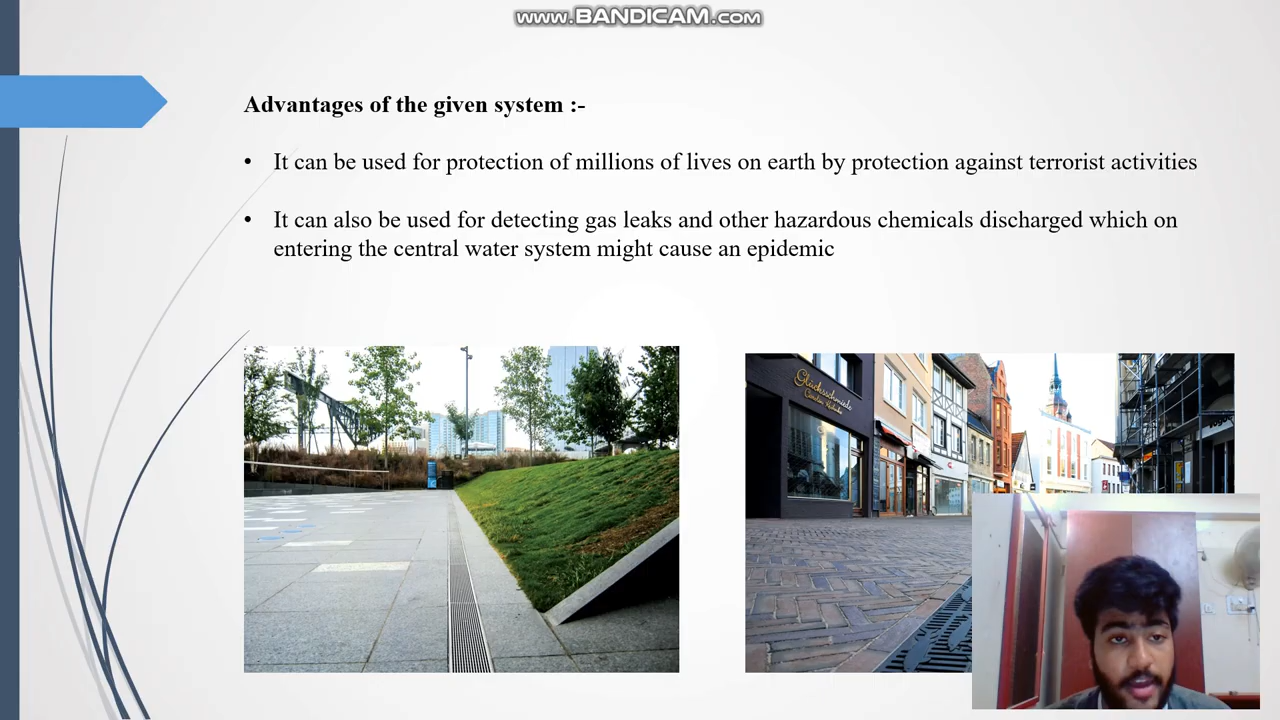 www.BANDICAM.com
Advantages of the given system :-
• It can be used for protection of millions of lives on earth by protection against terrorist activities
• It can also be used for detecting gas leaks and other hazardous chemicals discharged which on
entering the central water system might cause an epidemic
Glücksschmiede